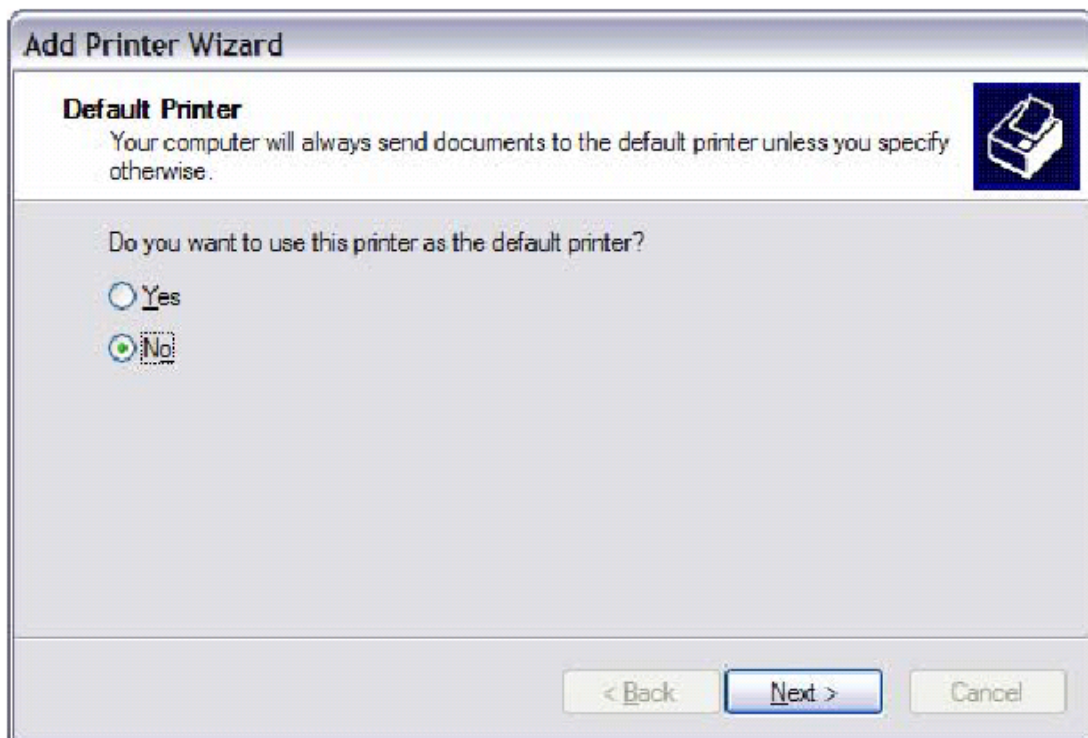 Add Printer Wizard
Default Printer
Your computer will always send documents to the default printer unless you specify
otherwise.
Do you want to use this printer as the default printer?
Yes
No
< Back Next > Cancel